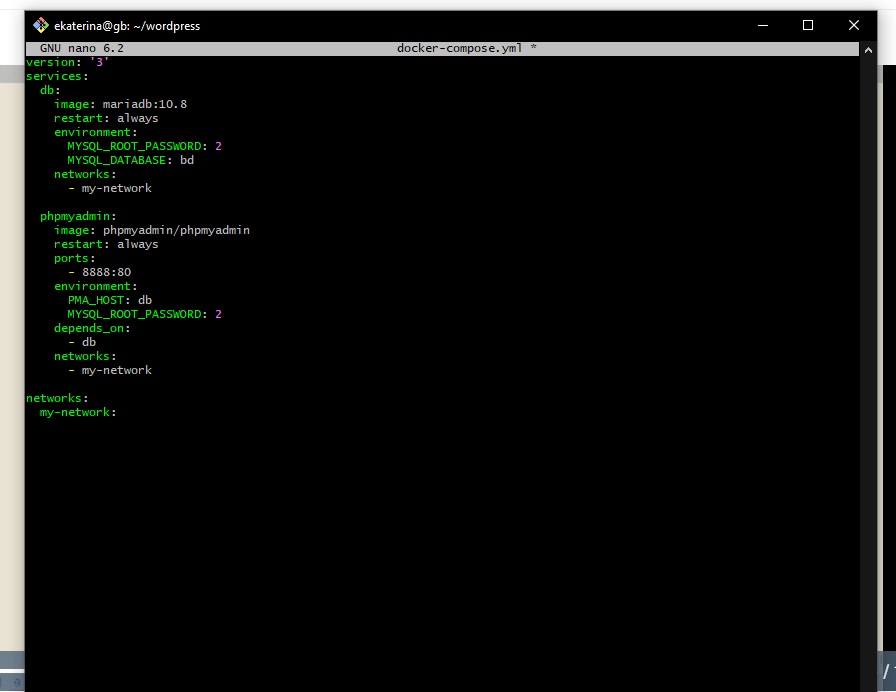 ekaterina@gb: ~/wordpress
GNU nano 6.2 docker-compose.yml *
version: '3'
services:
  db:
    image: mariadb:10.8
    restart: always
    environment:
      MYSQL_ROOT_PASSWORD: 2
      MYSQL_DATABASE: bd
    networks:
      - my-network

  phpmyadmin:
    image: phpmyadmin/phpmyadmin
    restart: always
    ports:
      - 8888:80
    environment:
      PMA_HOST: db
      MYSQL_ROOT_PASSWORD: 2
    depends_on:
      - db
    networks:
      - my-network

networks:
  my-network: